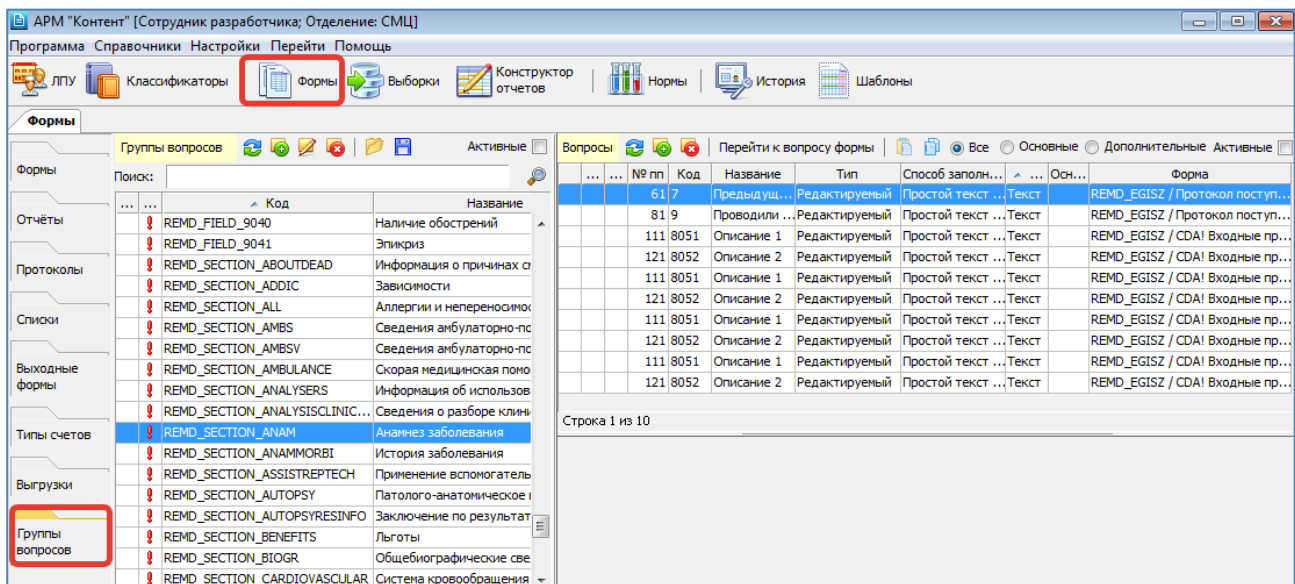 АРМ "Контент" [Сотрудник разработчика; Отделение: СМЦ]
Программа Справочники Настройки Перейти Помощь
ЛПУ Классификаторы Формы Выборки Конструктор отчетов Нормы История Шаблоны
Формы
Формы
Отчёты
Протоколы
Списки
Выходные
формы
Типы счетов
Выгрузки
Группы
вопросов
Группы вопросов Активные
Поиск:
... ... Код Название
REMD_FIELD_9040 Наличие обострений
REMD_FIELD_9041 Эпикриз
REMD_SECTION_ABOUTDEAD Информация о причинах с
REMD_SECTION_ADDIC Зависимости
REMD_SECTION_ALL Аллергии и непереносимо
REMD_SECTION_AMBS Сведения амбулаторно-по
REMD_SECTION_AMBSV Сведения амбулаторно-по
REMD_SECTION_AMBULANCE Скорая медицинская помо
REMD_SECTION_ANALYSERS Информация об использов
REMD_SECTION_ANALYSISCLINIC... Сведения о разборе клини
REMD_SECTION_ANAM Анамнез заболевания
REMD_SECTION_ANAMMORBI История заболевания
REMD_SECTION_ASSISTREPTECH Применение вспомогатель
REMD_SECTION_AUTOPSY Патолого-анатомическое
REMD_SECTION_AUTOPSYRESINFO Заключение по результат
REMD_SECTION_BENEFITS Льготы
REMD_SECTION_BIOGR Общебиографические све
REMD_SECTION_CARDIOVASCULAR Система кровообращения
Вопросы Перейти к вопросу формы Все Основные Дополнительные Активные
... ... № пп Код Название Тип Способ заполн... ... Осн... Форма
61 7 Предыдущ... Редактируемый Простой текст ... Текст REMD_EGISZ / Протокол поступ...
81 9 Проводили ... Редактируемый Простой текст ... Текст REMD_EGISZ / Протокол поступ...
111 8051 Описание 1 Редактируемый Простой текст ... Текст REMD_EGISZ / CDA! Входные пр...
121 8052 Описание 2 Редактируемый Простой текст ... Текст REMD_EGISZ / CDA! Входные пр...
111 8051 Описание 1 Редактируемый Простой текст ... Текст REMD_EGISZ / CDA! Входные пр...
121 8052 Описание 2 Редактируемый Простой текст ... Текст REMD_EGISZ / CDA! Входные пр...
111 8051 Описание 1 Редактируемый Простой текст ... Текст REMD_EGISZ / CDA! Входные пр...
121 8052 Описание 2 Редактируемый Простой текст ... Текст REMD_EGISZ / CDA! Входные пр...
111 8051 Описание 1 Редактируемый Простой текст ... Текст REMD_EGISZ / CDA! Входные пр...
121 8052 Описание 2 Редактируемый Простой текст ... Текст REMD_EGISZ / CDA! Входные пр...
Строка 1 из 10